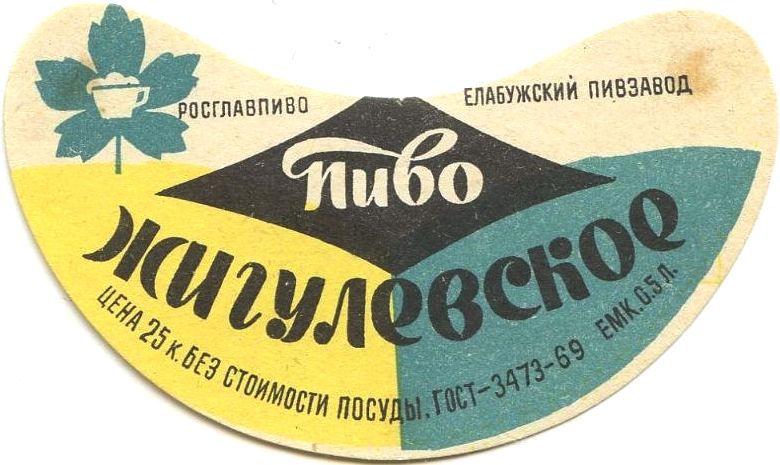 РОСГЛАВПИВО
ЕЛАБУЖСКИЙ ПИВЗАВОД
Пиво
ЖИГУЛЕВСКОЕ
ЦЕНА 25 К. БЕЗ СТОИМОСТИ ПОСУДЫ. ГОСТ-3473-69 ЕМК. 0.5 Л.